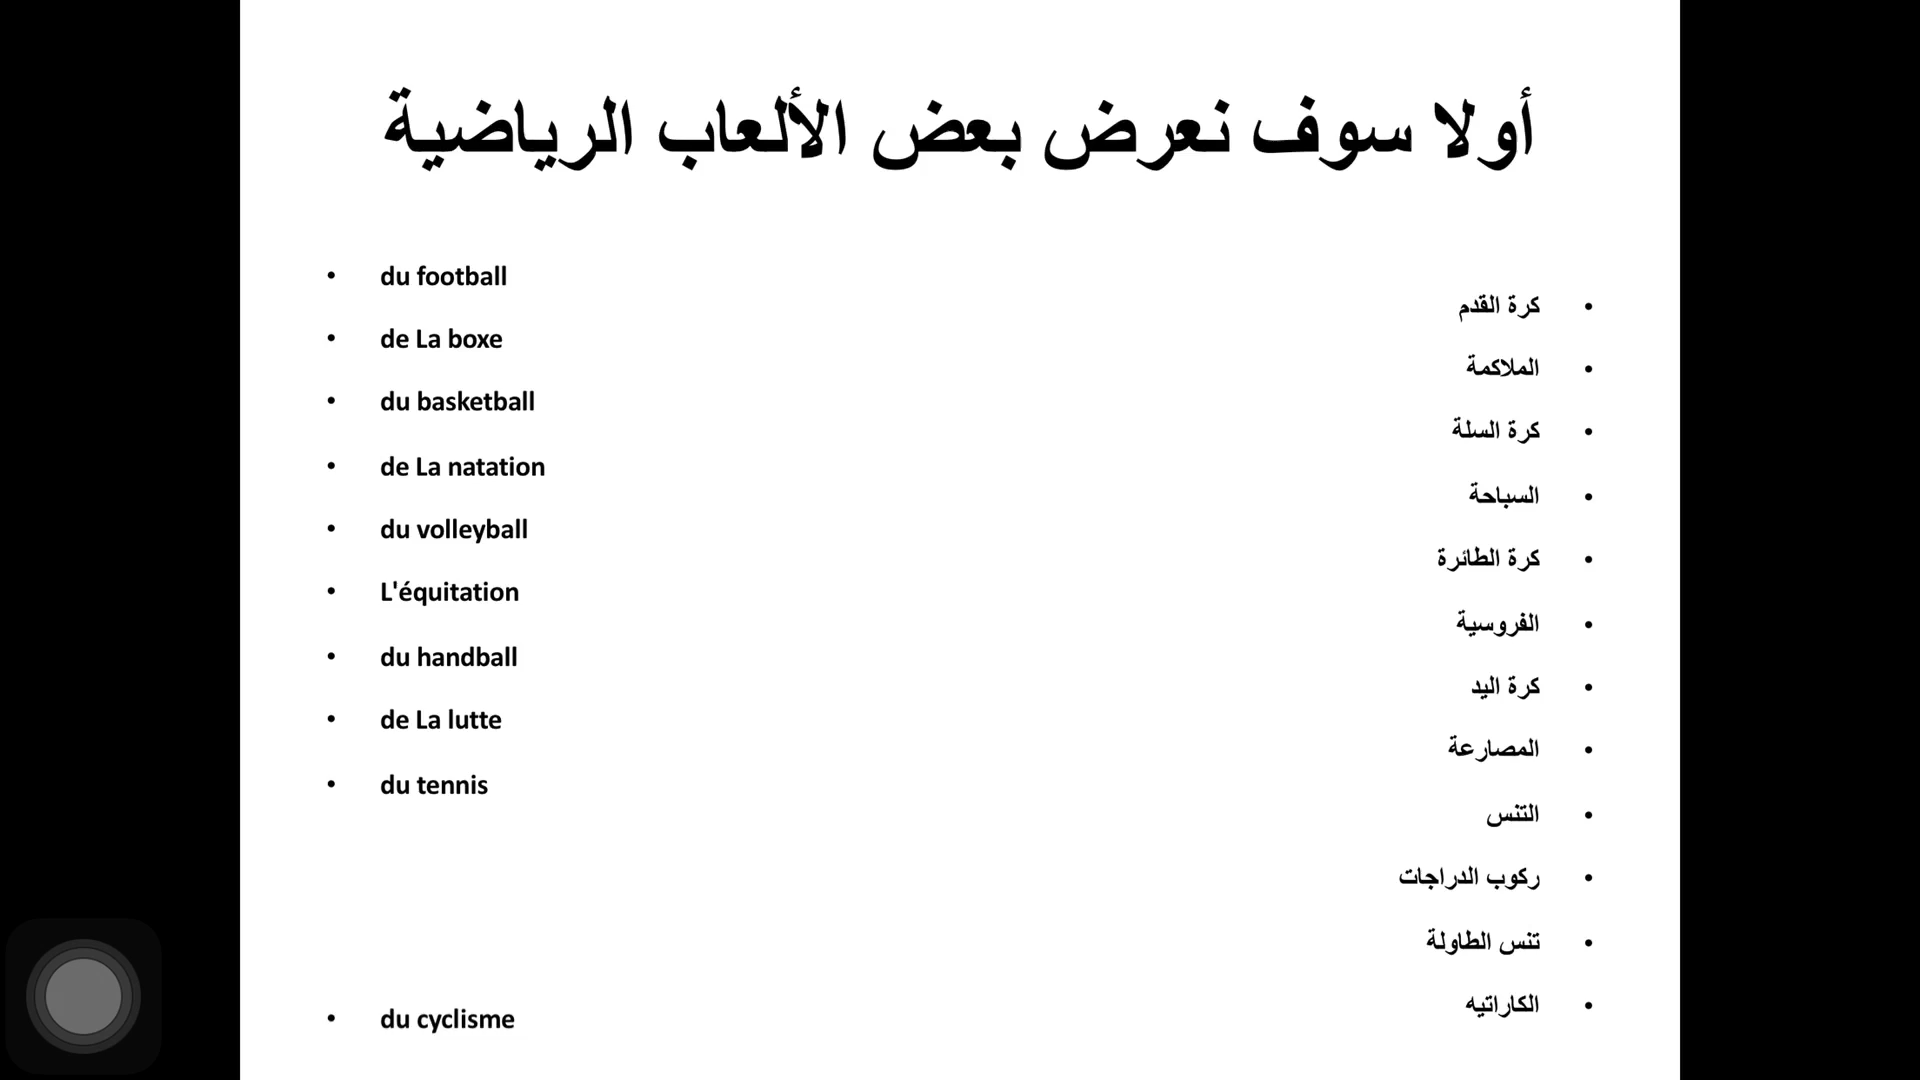 أولا سوف نعرض بعض الألعاب الرياضية
• du football
• de La boxe
• du basketball
• de La natation
• du volleyball
• L'équitation
• du handball
• de La lutte
• du tennis
• du cyclisme
• كرة القدم
• الملاكمة
• كرة السلة
• السباحة
• كرة الطائرة
• الفروسية
• كرة اليد
• المصارعة
• التنس
• ركوب الدراجات
• تنس الطاولة
• الكاراتيه